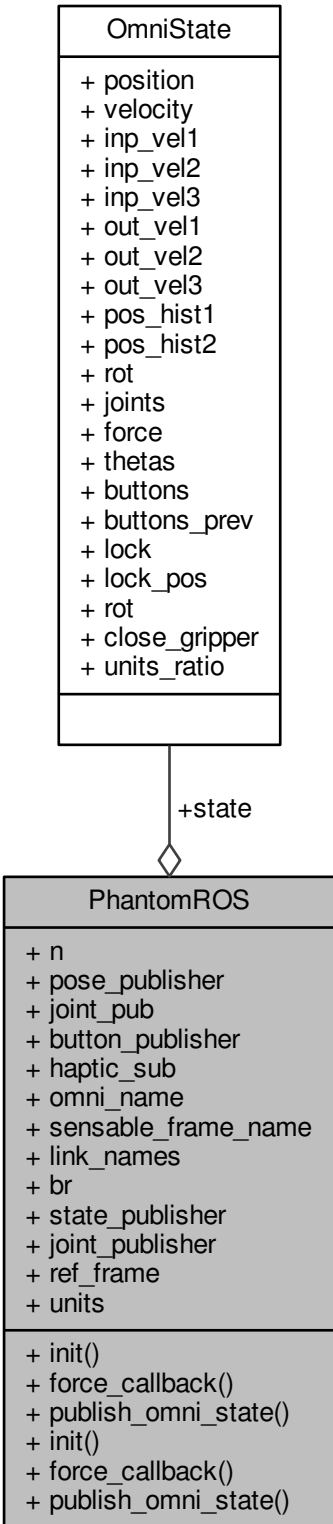 OmniState
+ position
+ velocity
+ inp_vel1
+ inp_vel2
+ inp_vel3
+ out_vel1
+ out_vel2
+ out_vel3
+ pos_hist1
+ pos_hist2
+ rot
+ joints
+ force
+ thetas
+ buttons
+ buttons_prev
+ lock
+ lock_pos
+ rot
+ close_gripper
+ units_ratio
+state
PhantomROS
+ n
+ pose_publisher
+ joint_pub
+ button_publisher
+ haptic_sub
+ omni_name
+ sensable_frame_name
+ link_names
+ br
+ state_publisher
+ joint_publisher
+ ref_frame
+ units
+ init()
+ force_callback()
+ publish_omni_state()
+ init()
+ force_callback()
+ publish_omni_state()